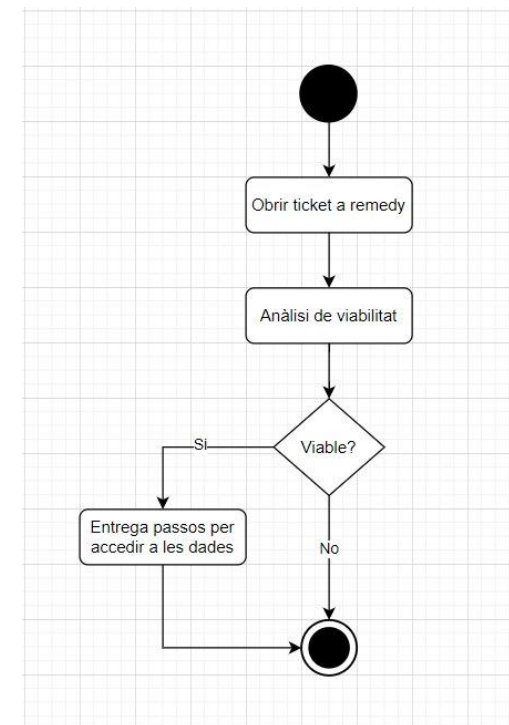 Obrir ticket a remedy
Anàlisi de viabilitat
Viable?
Si
Entrega passos per
accedir a les dades
No